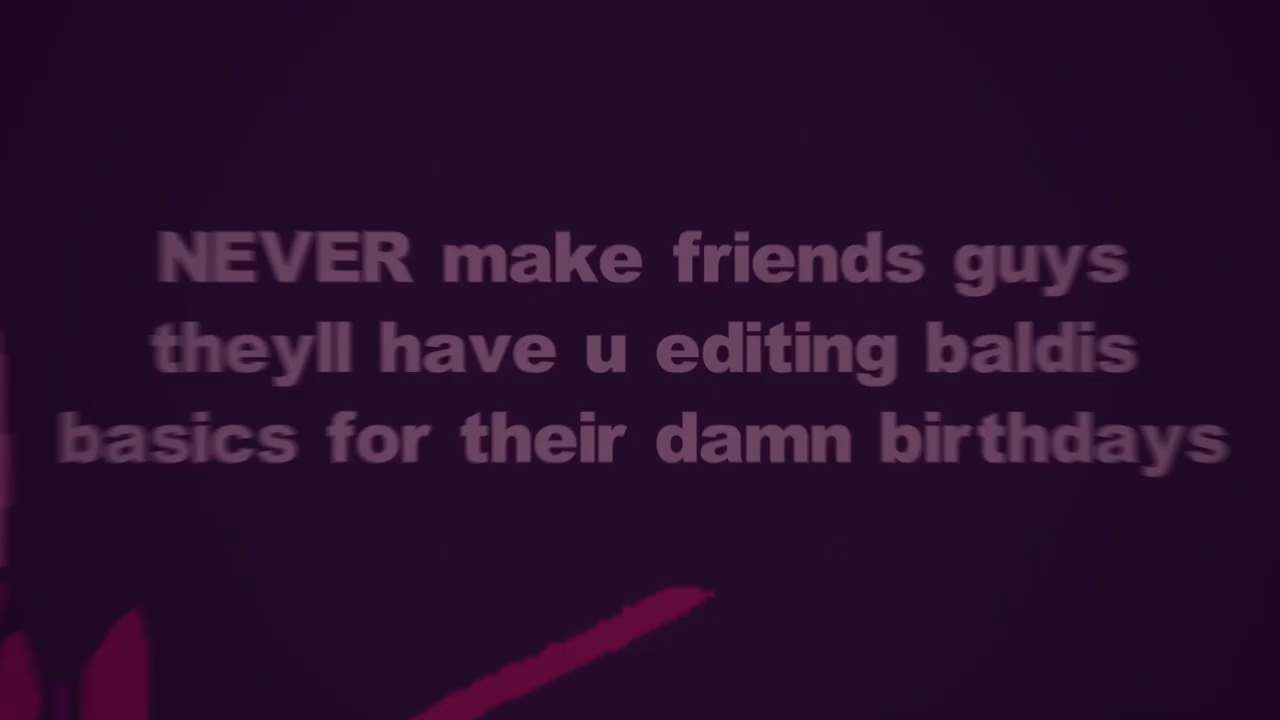 NEVER make friends guys
theyll have u editing baldis
basics for their damn birthdays